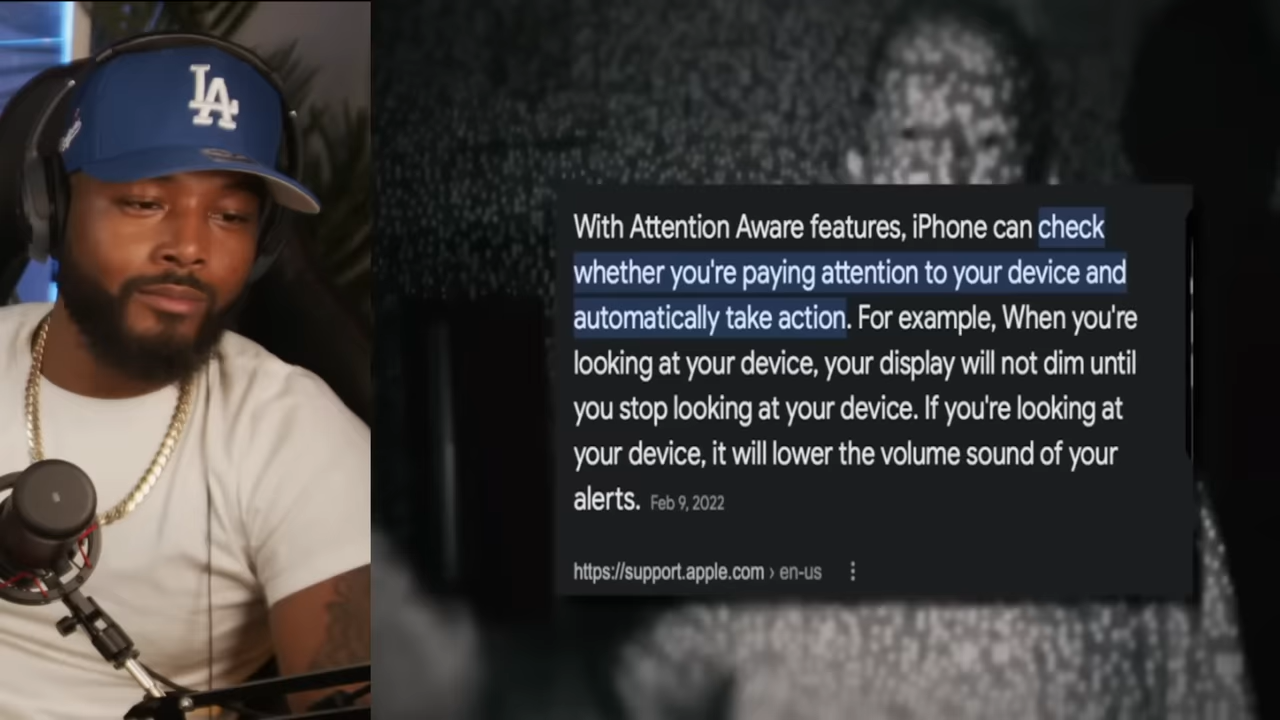 LA
With Attention Aware features, iPhone can check
whether you're paying attention to your device and
automatically take action. For example, When you're
looking at your device, your display will not dim until
you stop looking at your device. If you're looking at
your device, it will lower the volume sound of your
alerts. Feb 9, 2022
https://support.apple.com › en-us